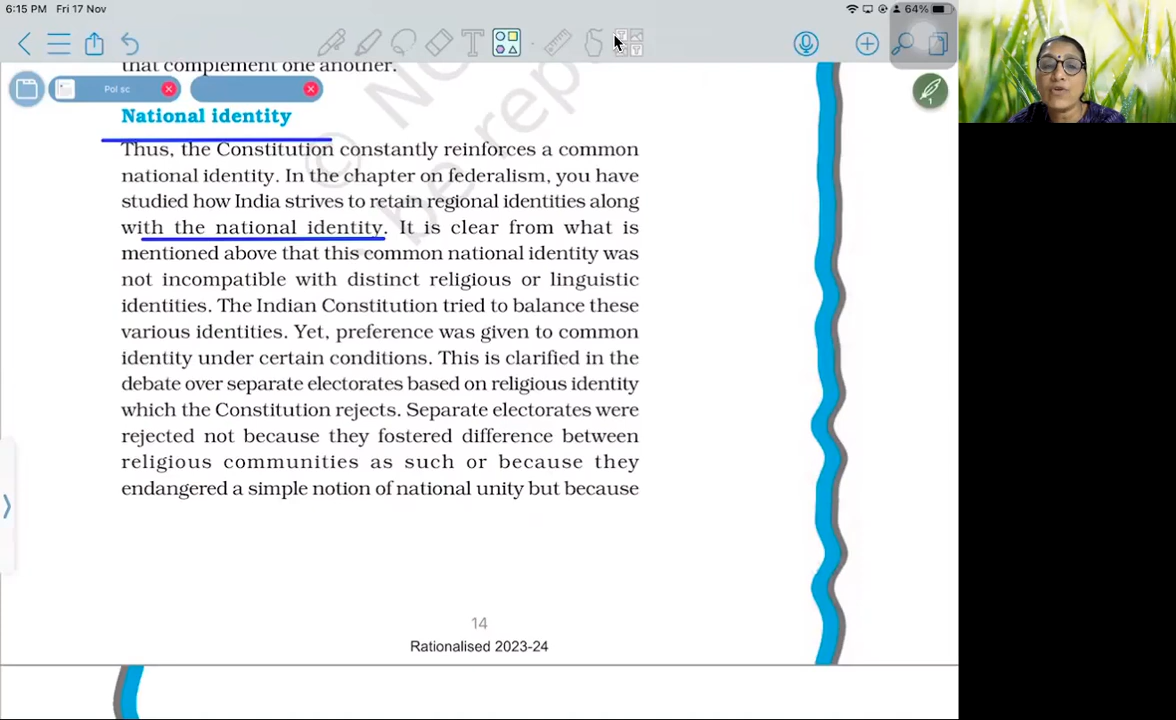 6:15 PM Fri 17 Nov
64%
that complement one another.
Pol sc
1
National identity
Thus, the Constitution constantly reinforces a common
national identity. In the chapter on federalism, you have
studied how India strives to retain regional identities along
with the national identity. It is clear from what is
mentioned above that this common national identity was
not incompatible with distinct religious or linguistic
identities. The Indian Constitution tried to balance these
various identities. Yet, preference was given to common
identity under certain conditions. This is clarified in the
debate over separate electorates based on religious identity
which the Constitution rejects. Separate electorates were
rejected not because they fostered difference between
religious communities as such or because they
endangered a simple notion of national unity but because
14
Rationalised 2023-24
be rep